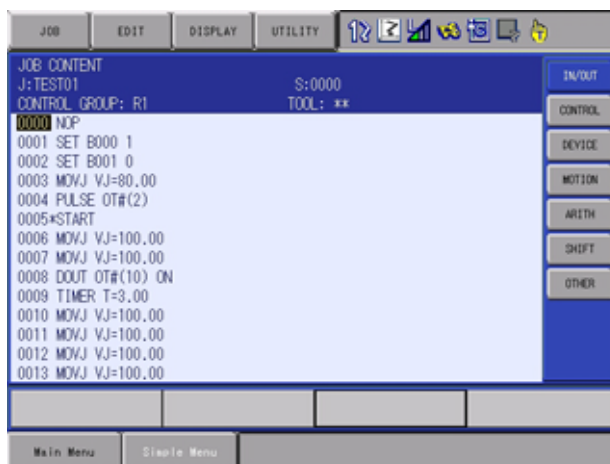 JOB EDIT DISPLAY UTILITY
JOB CONTENT
J:TEST01 S:0000
CONTROL GROUP: R1 TOOL: **
0000 NOP
0001 SET B000 1
0002 SET B001 0
0003 MOVJ VJ=80.00
0004 PULSE OT#(2)
0005*START
0006 MOVJ VJ=100.00
0007 MOVJ VJ=100.00
0008 DOUT OT#(10) ON
0009 TIMER T=3.00
0010 MOVJ VJ=100.00
0011 MOVJ VJ=100.00
0012 MOVJ VJ=100.00
0013 MOVJ VJ=100.00
IN/OUT
CONTROL
DEVICE
MOTION
ARITH
SHIFT
OTHER
Main Menu Simple Menu